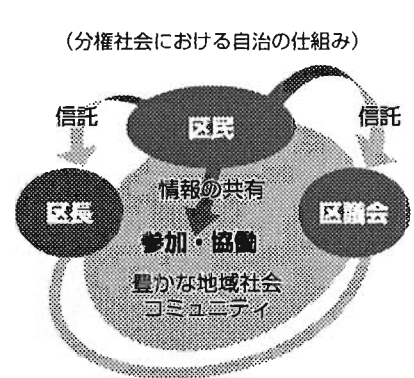 （分権社会における自治の仕組み）
区民
信託
信託
情報の共有
区長
区議会
参加・協働
豊かな地域社会
コミュニティ